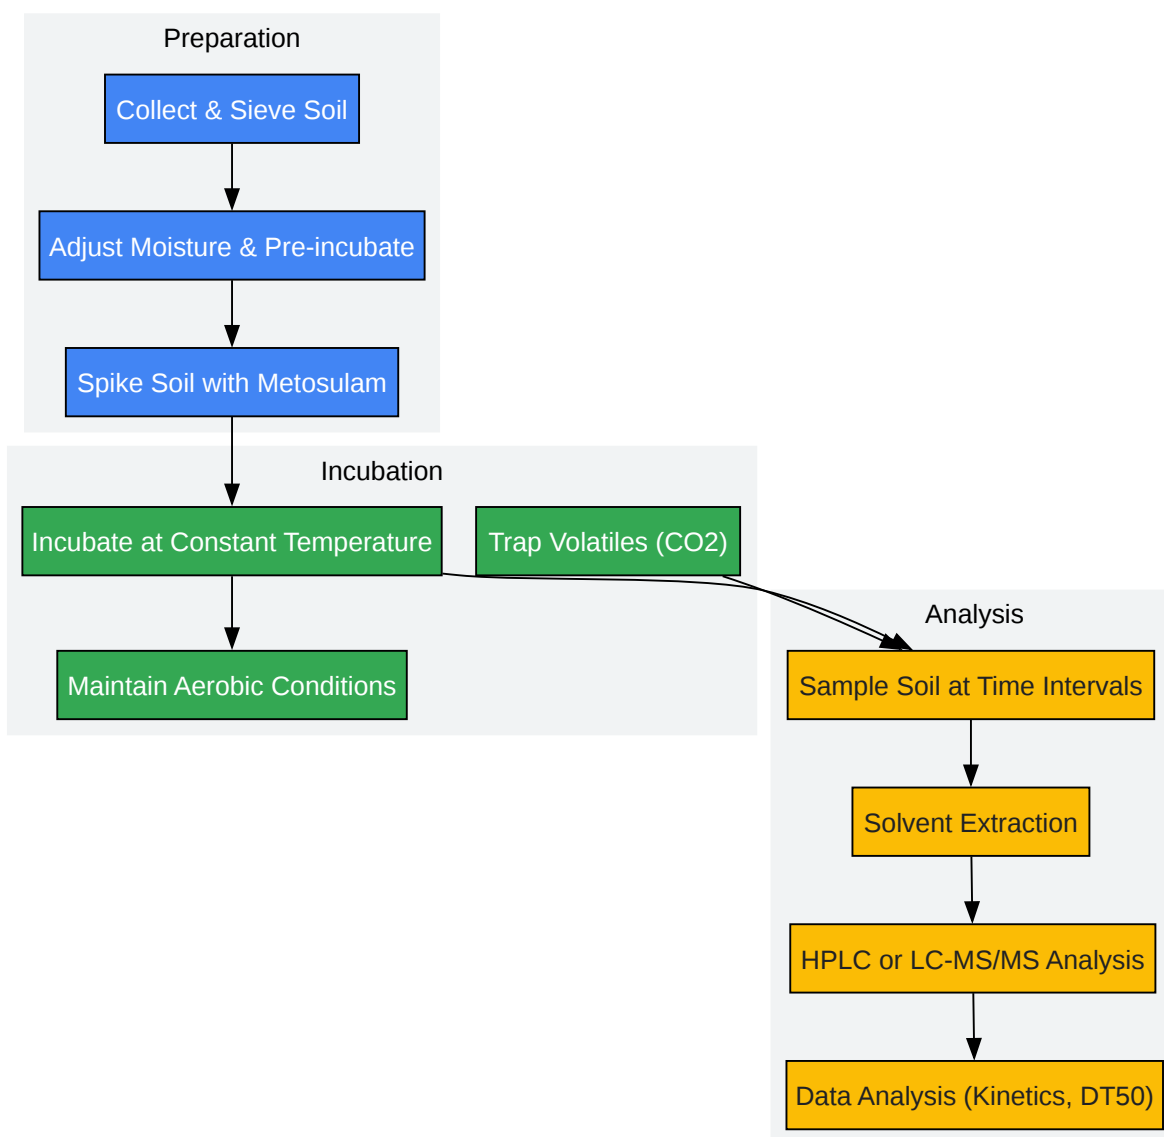 Preparation
Collect & Sieve Soil
Adjust Moisture & Pre-incubate
Spike Soil with Metosulam
Incubation
Incubate at Constant Temperature
Trap Volatiles (CO2)
Maintain Aerobic Conditions
Analysis
Sample Soil at Time Intervals
Solvent Extraction
HPLC or LC-MS/MS Analysis
Data Analysis (Kinetics, DT50)